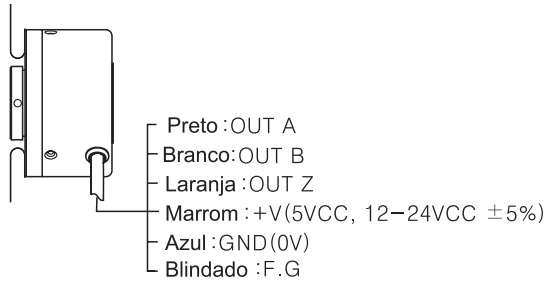 Preto :OUT A
Branco:OUT B
Laranja :OUT Z
Marrom :+V(5VCC, 12-24VCC ±5%)
Azul :GND(0V)
Blindado :F.G